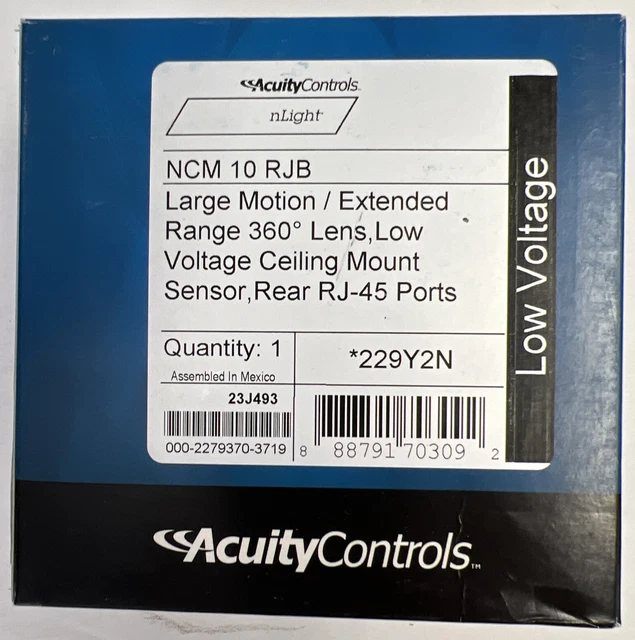 AcuityControls
nLight
NCM 10 RJB
Large Motion / Extended
Range 360° Lens,Low
Voltage Ceiling Mount
Sensor,Rear RJ-45 Ports
Low Voltage
Quantity: 1
Assembled In Mexico
*229Y2N
23J493
000-2279370-3719
8 88791 70309 2
AcuityControls™